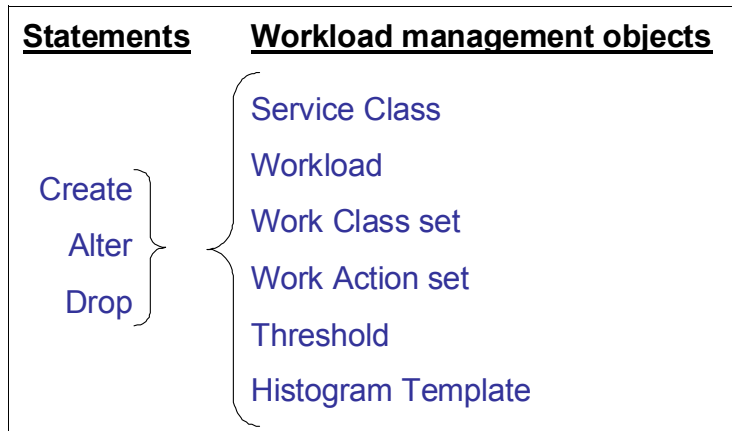 Statements
Workload management objects
Create
Alter
Drop
Service Class
Workload
Work Class set
Work Action set
Threshold
Histogram Template